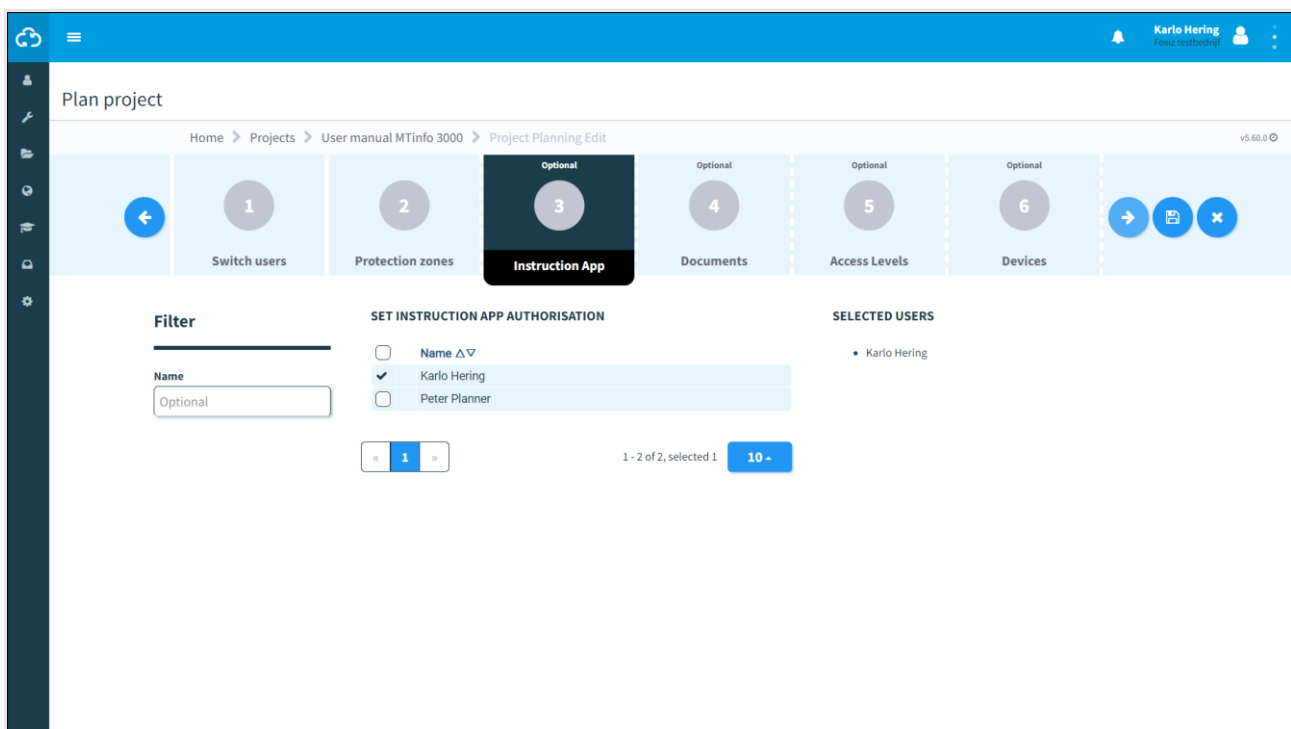 Karlo Hering
Foxiz testbedrijf
Plan project
Home Projects User manual MTinfo 3000 Project Planning Edit
v5.60.0
Optional Optional Optional Optional
1 2 3 4 5 6
Switch users Protection zones Instruction App Documents Access Levels Devices
Filter
Name
Optional
SET INSTRUCTION APP AUTHORISATION
Name
Karlo Hering
Peter Planner
« 1 »
1 - 2 of 2, selected 1
10
SELECTED USERS
• Karlo Hering